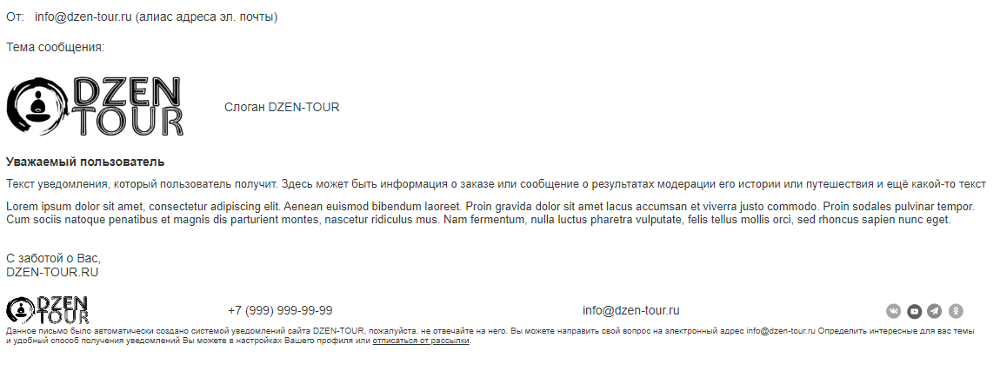 От: info@dzen-tour.ru (алиас адреса эл. почты)
Тема сообщения:
DZEN
TOUR
Слоган DZEN-TOUR
Уважаемый пользователь
Текст уведомления, который пользователь получит. Здесь может быть информация о заказе или сообщение о результатах модерации его истории или путешествия и ещё какой-то текст
Lorem ipsum dolor sit amet, consectetur adipiscing elit. Aenean euismod bibendum laoreet. Proin gravida dolor sit amet lacus accumsan et viverra justo commodo. Proin sodales pulvinar tempor.
Cum sociis natoque penatibus et magnis dis parturient montes, nascetur ridiculus mus. Nam fermentum, nulla luctus pharetra vulputate, felis tellus mollis orci, sed rhoncus sapien nunc eget.
С заботой о Вас,
DZEN-TOUR.RU
DZEN
TOUR
+7 (999) 999-99-99
info@dzen-tour.ru
Данное письмо было автоматически создано системой уведомлений сайта DZEN-TOUR, пожалуйста, не отвечайте на него. Вы можете направить свой вопрос на электронный адрес info@dzen-tour.ru Определить интересные для вас темы
и удобный способ получения уведомлений Вы можете в настройках Вашего профиля или отписаться от рассылки.